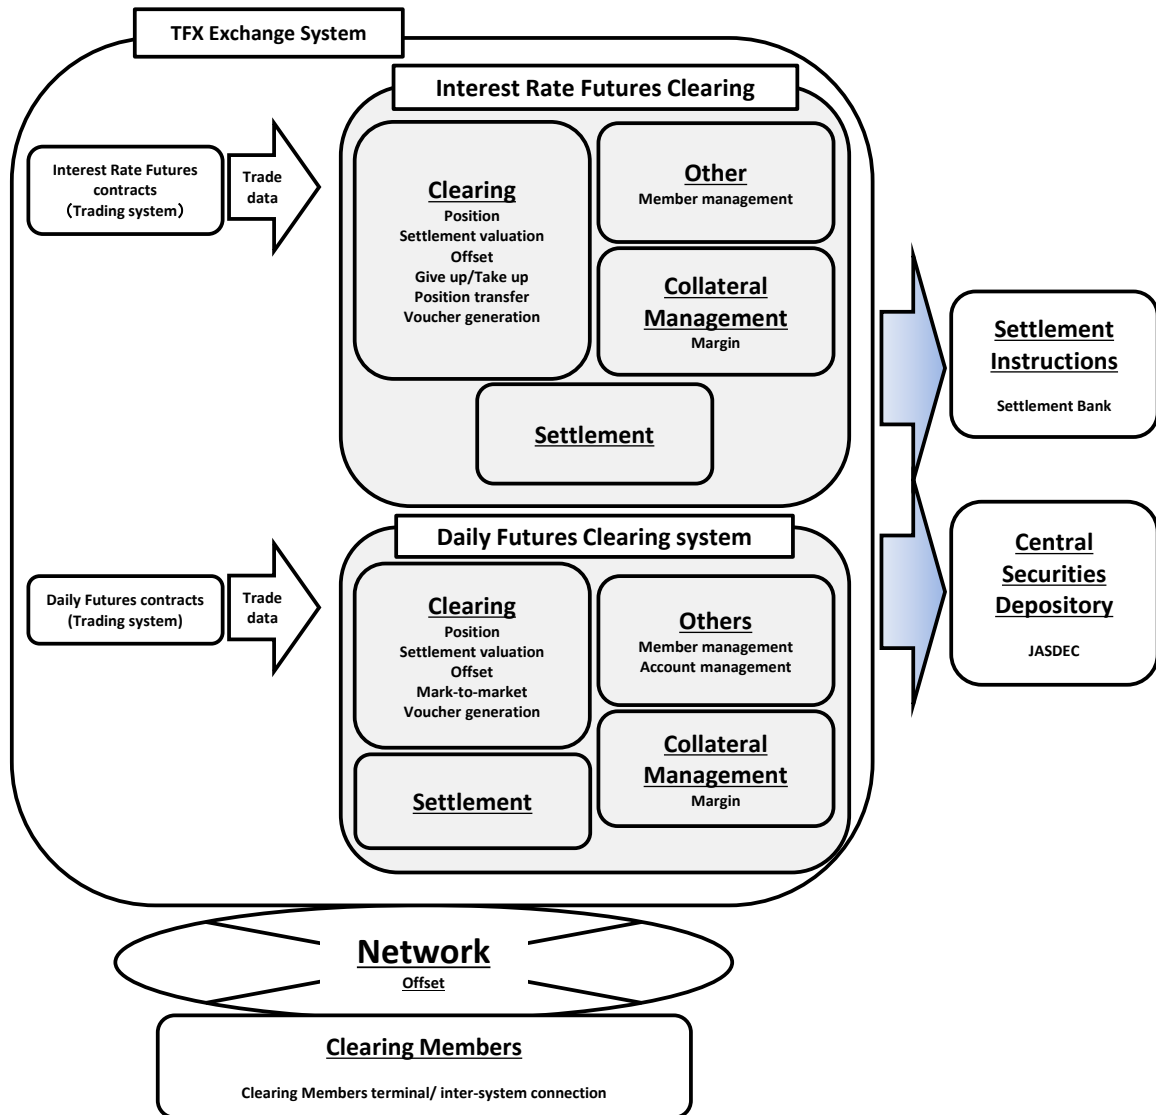 TFX Exchange System
Interest Rate Futures Clearing
Interest Rate Futures
contracts
（Trading system）
Trade
data
Clearing
Position
Settlement valuation
Offset
Give up/Take up
Position transfer
Voucher generation
Other
Member management
Collateral
Management
Margin
Settlement
Settlement
Instructions
Settlement Bank
Daily Futures Clearing system
Daily Futures contracts
(Trading system)
Trade
data
Clearing
Position
Settlement valuation
Offset
Mark-to-market
Voucher generation
Others
Member management
Account management
Settlement
Collateral
Management
Margin
Central
Securities
Depository
JASDEC
Network
Offset
Clearing Members
Clearing Members terminal/ inter-system connection